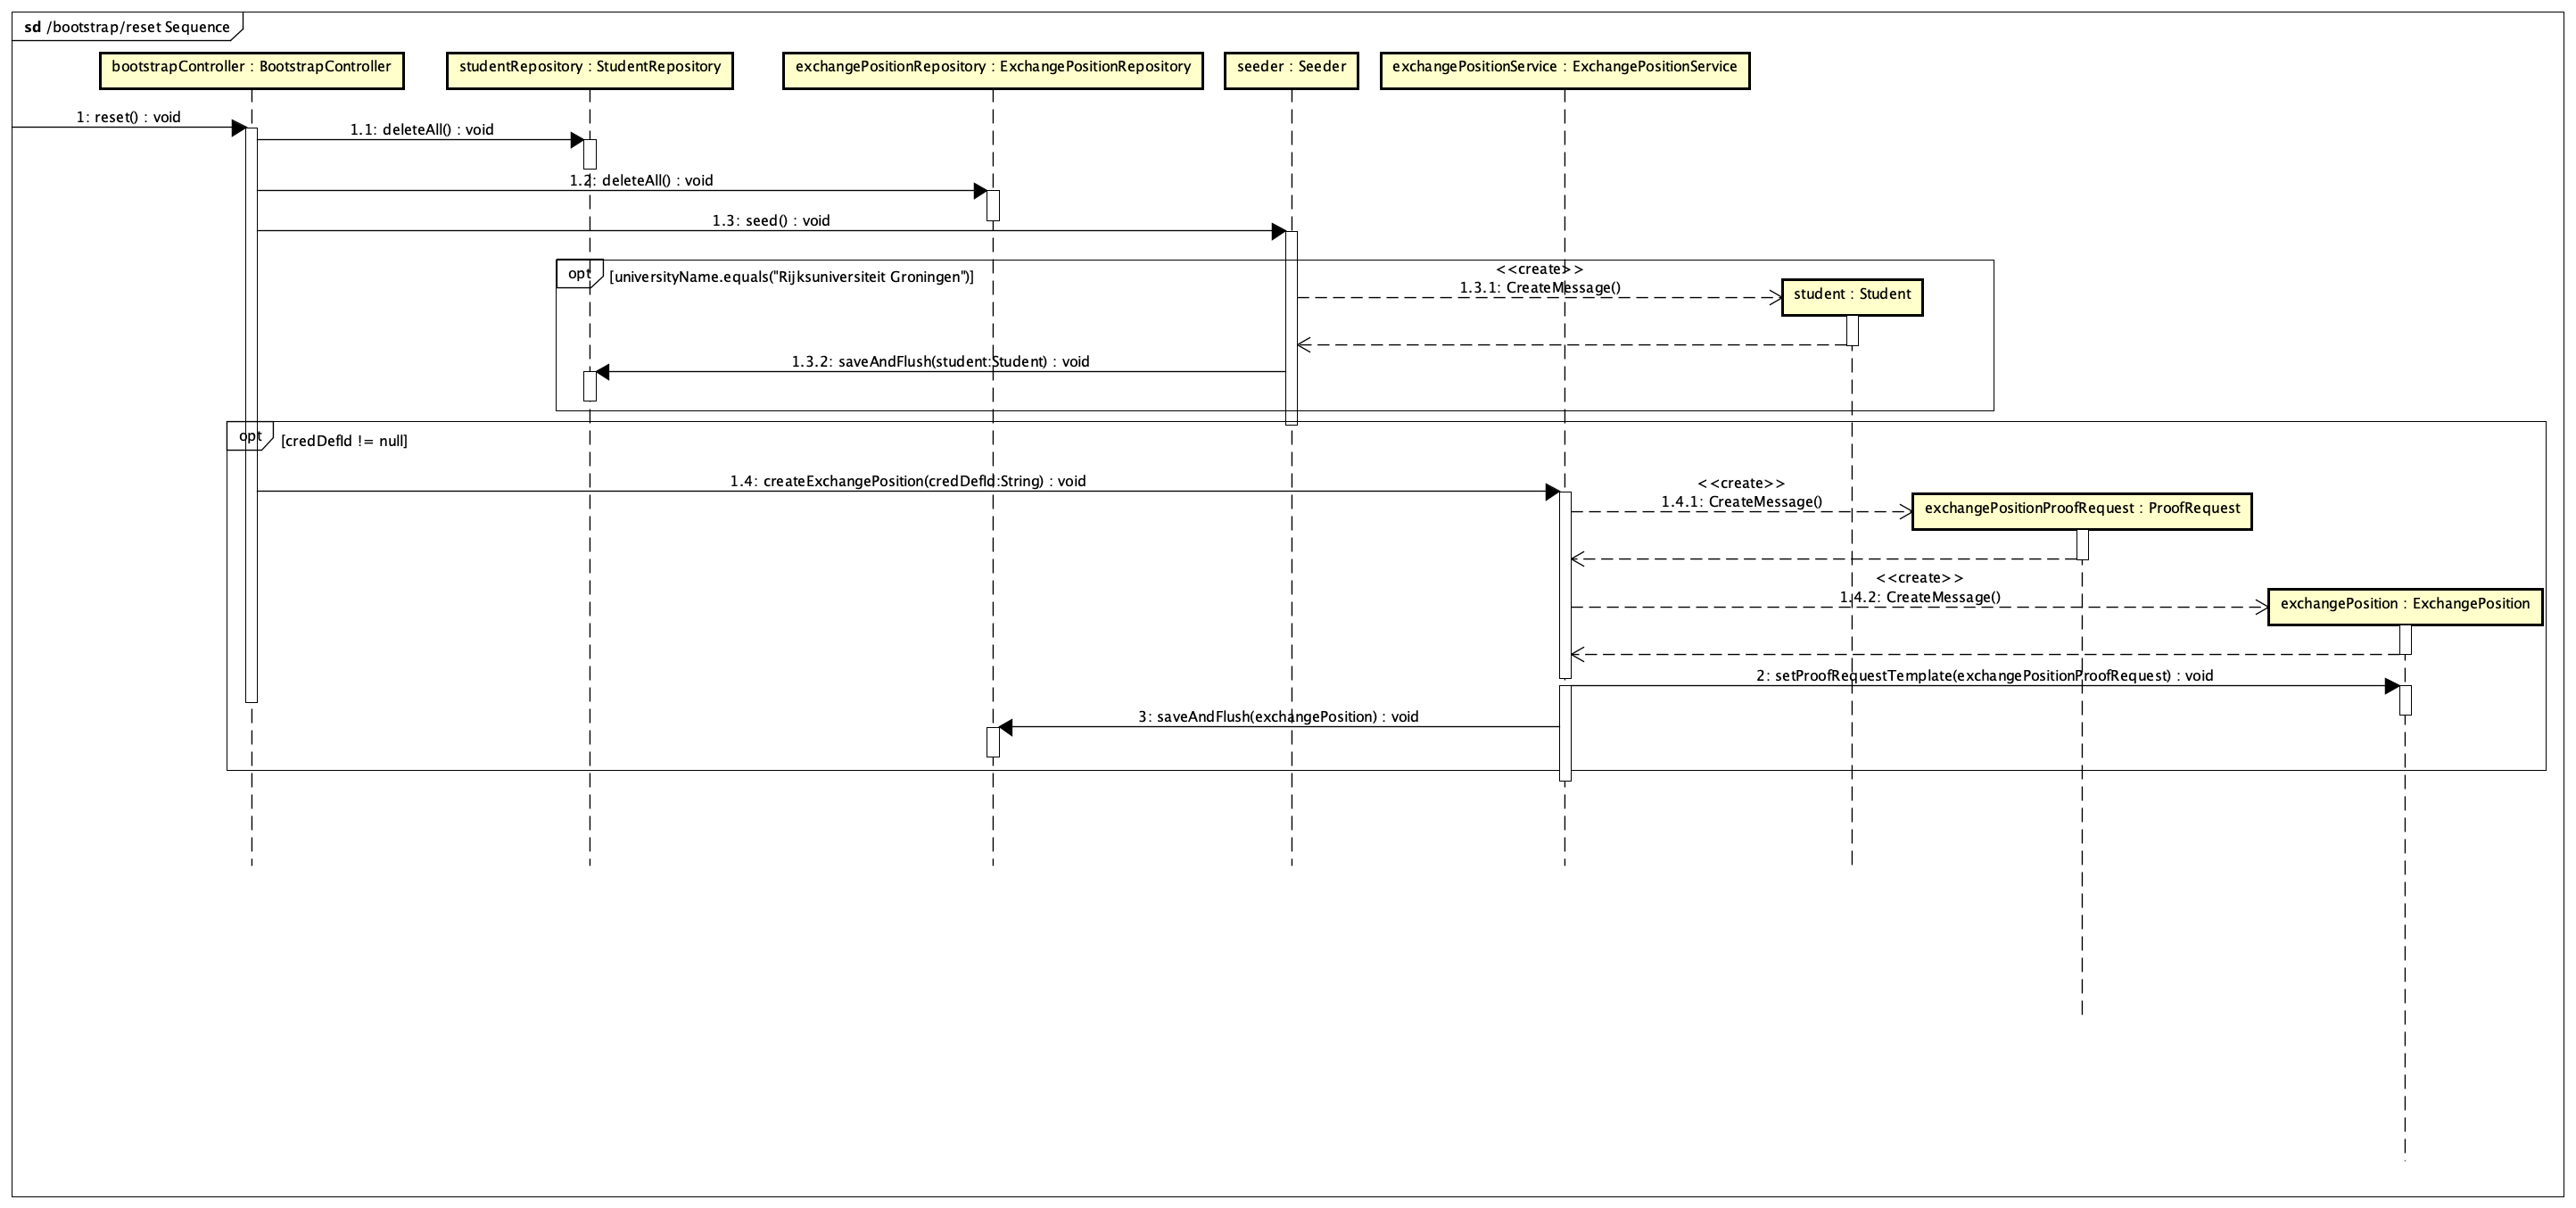 sd /bootstrap/reset Sequence
bootstrapController : BootstrapController
studentRepository : StudentRepository
exchangePositionRepository : ExchangePositionRepository
seeder : Seeder
exchangePositionService : ExchangePositionService
1: reset() : void
1.1: deleteAll() : void
1.2: deleteAll() : void
1.3: seed() : void
opt
[universityName.equals("Rijksuniversiteit Groningen")]
<<create>>
1.3.1: CreateMessage()
student : Student
1.3.2: saveAndFlush(student:Student) : void
opt
[credDefId != null]
1.4: createExchangePosition(credDefId:String) : void
<<create>>
1.4.1: CreateMessage()
exchangePositionProofRequest : ProofRequest
<<create>>
1.4.2: CreateMessage()
exchangePosition : ExchangePosition
2: setProofRequestTemplate(exchangePositionProofRequest) : void
3: saveAndFlush(exchangePosition) : void